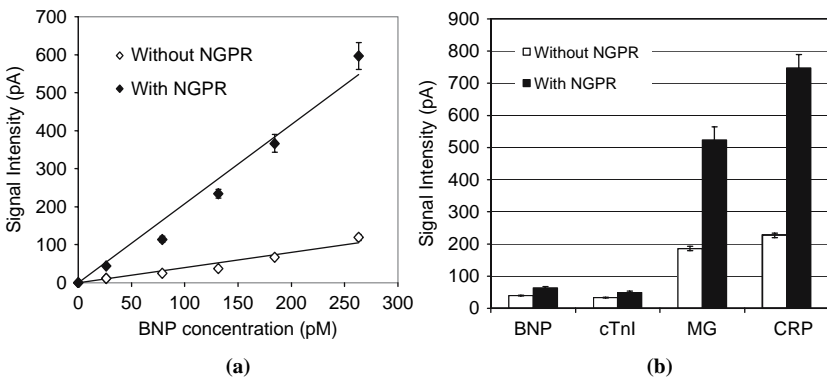 700
600
500
400
300
200
100
0
Signal Intensity (pA)
Without NGPR
With NGPR
0 50 100 150 200 250 300
BNP concentration (pM)
(a)
900
800
700
600
500
400
300
200
100
0
Signal Intensity (pA)
Without NGPR
With NGPR
BNP cTnI MG CRP
(b)